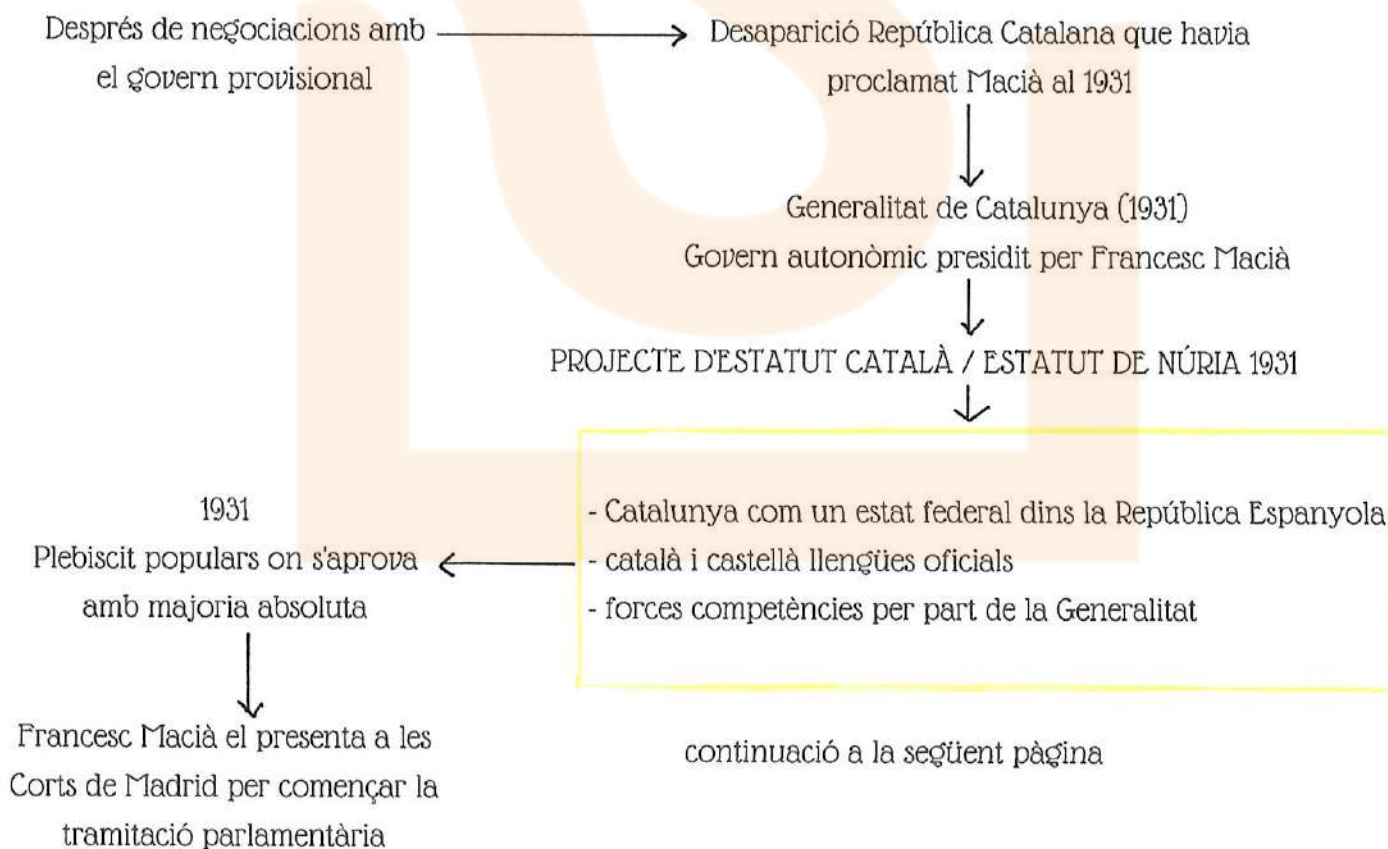 Després de negociacions amb
el govern provisional
Desaparició República Catalana que havia
proclamat Macià al 1931
Generalitat de Catalunya (1931)
Govern autonòmic presidit per Francesc Macià
PROJECTE D'ESTATUT CATALÀ / ESTATUT DE NÚRIA 1931
- Catalunya com un estat federal dins la República Espanyola
- català i castellà llengües oficials
- forces competències per part de la Generalitat
1931
Plebiscit populars on s'aprova
amb majoria absoluta
Francesc Macià el presenta a les
Corts de Madrid per començar la
tramitació parlamentària
continuació a la següent pàgina